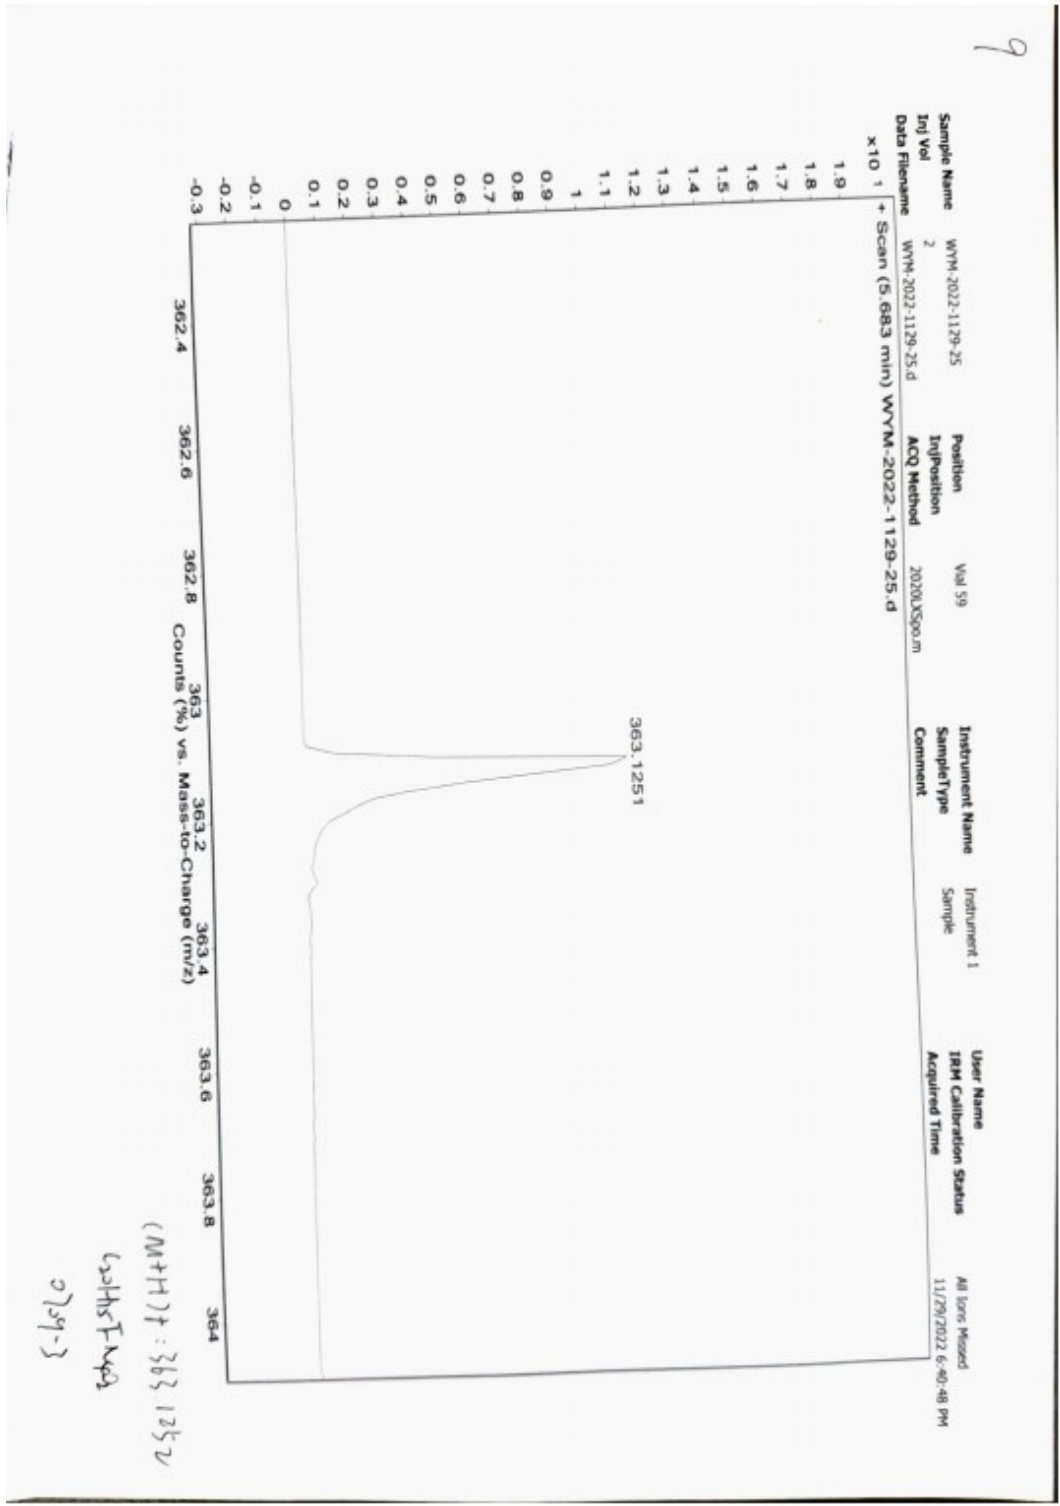 9
Sample Name WYM-2022-1129-25 Position Vial 59 Instrument Name Instrument 1 User Name
Inj Vol 2 InjPosition SampleType Sample IRM Calibration Status All Ions Missed
Data Filename WYM-2022-1129-25.d ACQ Method 2020LXSpo.m Comment Acquired Time 11/29/2022 6:40:48 PM
x10 1
+ Scan (5.683 min) WYM-2022-1129-25.d
1.9
1.8
1.7
1.6
1.5
1.4
1.3
1.2
1.1
1
0.9
0.8
0.7
0.6
0.5
0.4
0.3
0.2
0.1
0
-0.1
-0.2
-0.3
363.1251
362.4 362.6 362.8 363 363.2 363.4 363.6 363.8 364
Counts (%) vs. Mass-to-Charge (m/z)
(M+H)+: 363.1252
C20H15FN4O2
0709-3